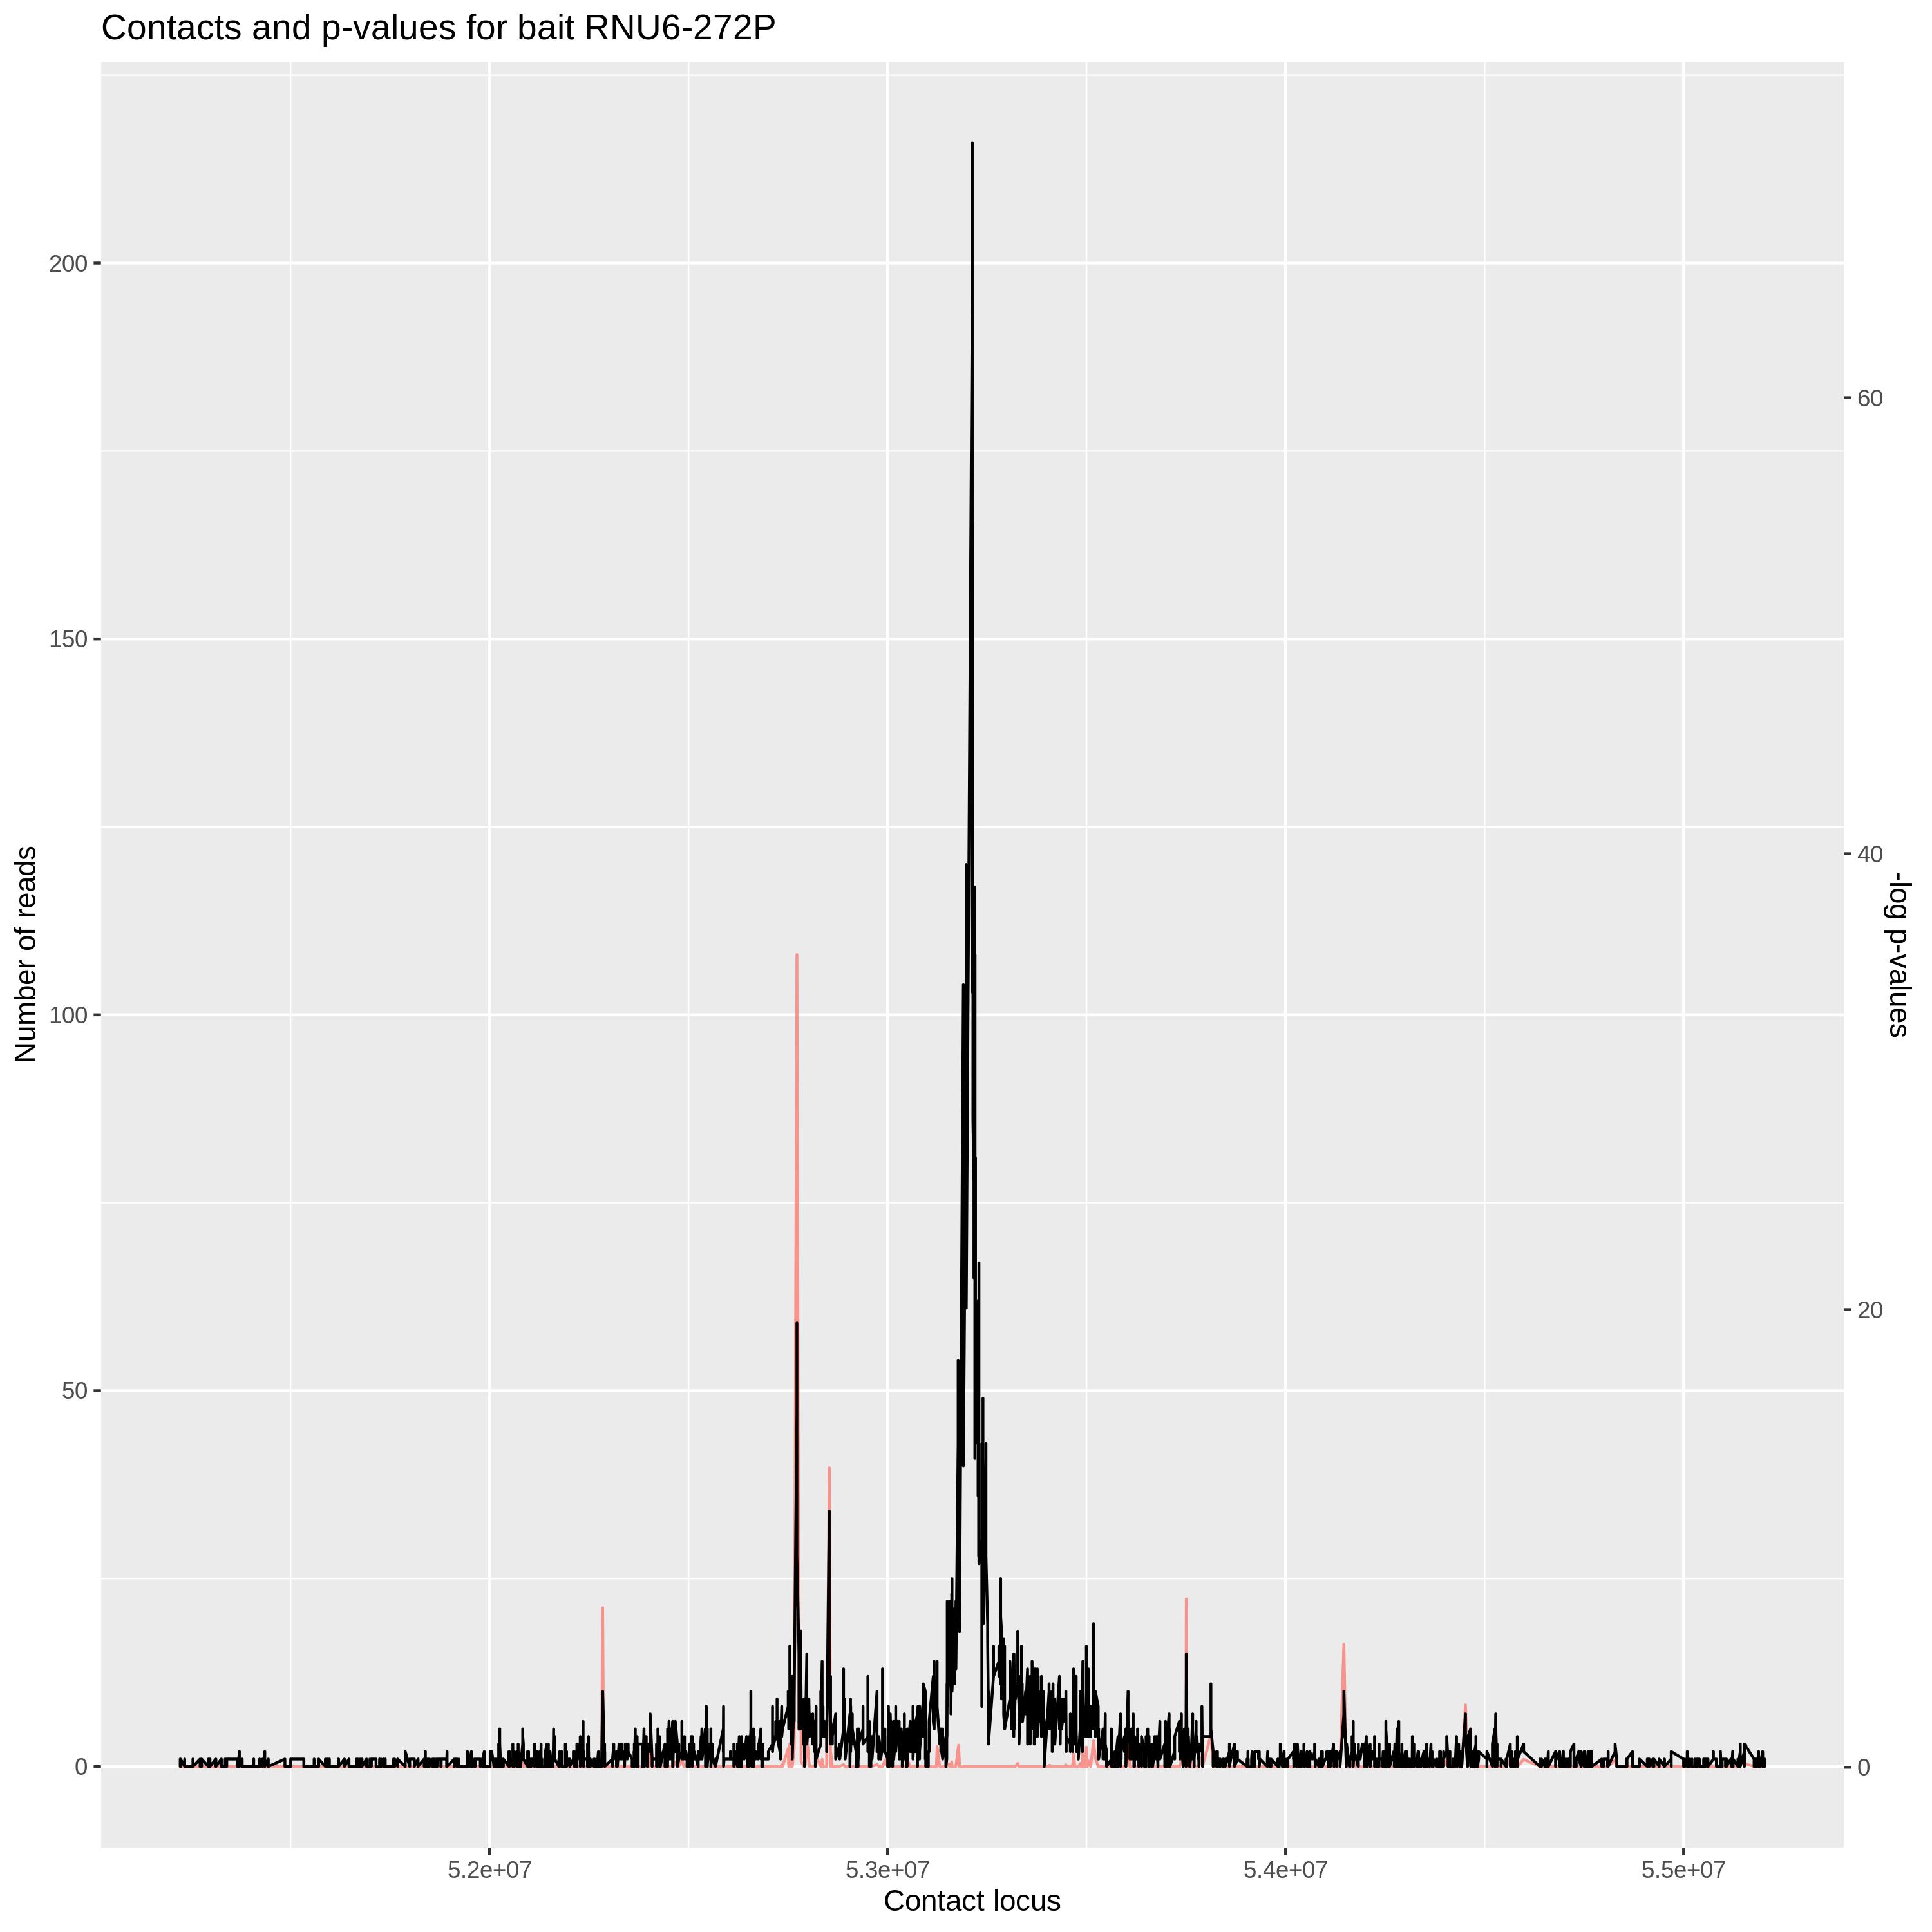 Contacts and p-values for bait RNU6-272P
200
150
100
50
0
Number of reads
60
40
20
0
-log p-values
5.2e+07
5.3e+07
5.4e+07
5.5e+07
Contact locus